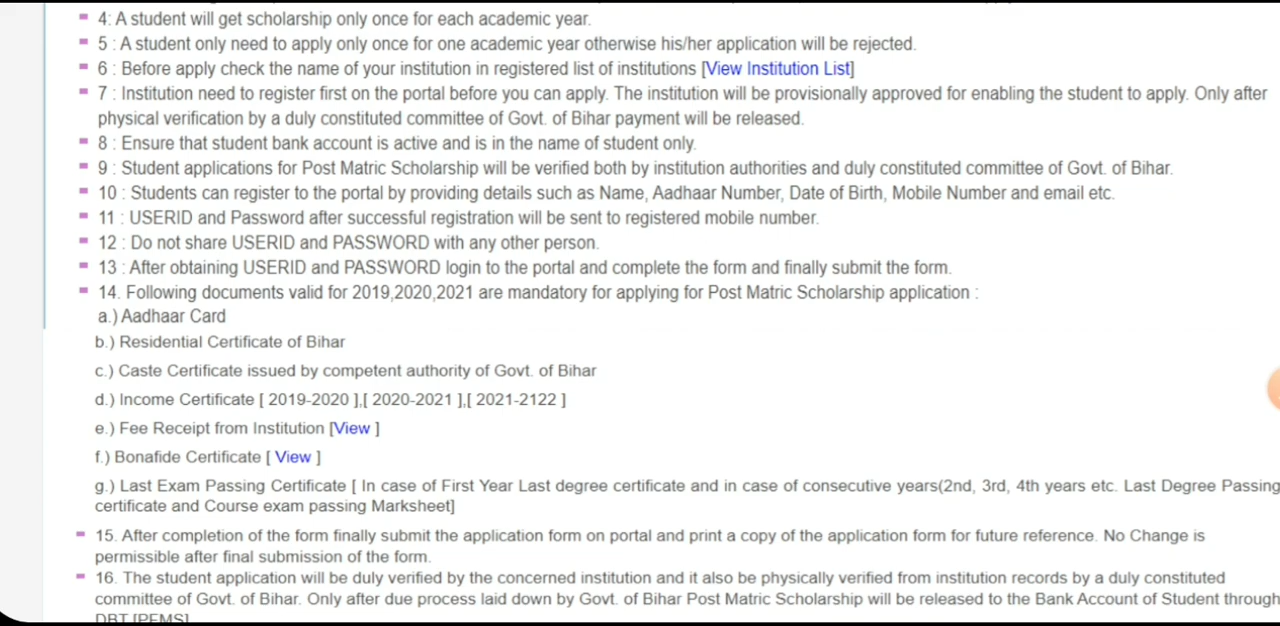 4: A student will get scholarship only once for each academic year.
5 : A student only need to apply only once for one academic year otherwise his/her application will be rejected.
6 : Before apply check the name of your institution in registered list of institutions [View Institution List]
7 : Institution need to register first on the portal before you can apply. The institution will be provisionally approved for enabling the student to apply. Only after
physical verification by a duly constituted committee of Govt. of Bihar payment will be released.
8 : Ensure that student bank account is active and is in the name of student only.
9 : Student applications for Post Matric Scholarship will be verified both by institution authorities and duly constituted committee of Govt. of Bihar.
10 : Students can register to the portal by providing details such as Name, Aadhaar Number, Date of Birth, Mobile Number and email etc.
11 : USERID and Password after successful registration will be sent to registered mobile number.
12 : Do not share USERID and PASSWORD with any other person.
13 : After obtaining USERID and PASSWORD login to the portal and complete the form and finally submit the form.
14. Following documents valid for 2019,2020,2021 are mandatory for applying for Post Matric Scholarship application :
a.) Aadhaar Card
b.) Residential Certificate of Bihar
c.) Caste Certificate issued by competent authority of Govt. of Bihar
d.) Income Certificate [ 2019-2020 ],[ 2020-2021 ],[ 2021-2122 ]
e.) Fee Receipt from Institution [View ]
f.) Bonafide Certificate [ View ]
g.) Last Exam Passing Certificate [ In case of First Year Last degree certificate and in case of consecutive years(2nd, 3rd, 4th years etc. Last Degree Passing
certificate and Course exam passing Marksheet]
15. After completion of the form finally submit the application form on portal and print a copy of the application form for future reference. No Change is
permissible after final submission of the form.
16. The student application will be duly verified by the concerned institution and it also be physically verified from institution records by a duly constituted
committee of Govt. of Bihar. Only after due process laid down by Govt. of Bihar Post Matric Scholarship will be released to the Bank Account of Student through
DBT [PFMS]